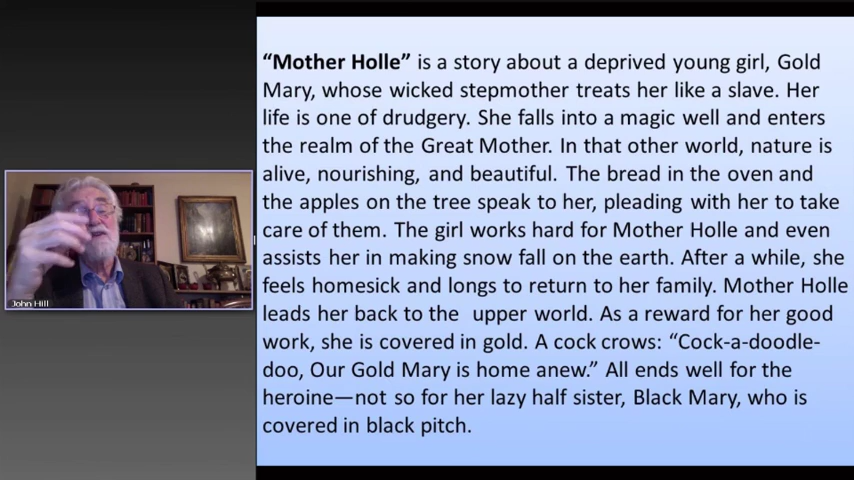 “Mother Holle” is a story about a deprived young girl, Gold
Mary, whose wicked stepmother treats her like a slave. Her
life is one of drudgery. She falls into a magic well and enters
the realm of the Great Mother. In that other world, nature is
alive, nourishing, and beautiful. The bread in the oven and
the apples on the tree speak to her, pleading with her to take
care of them. The girl works hard for Mother Holle and even
assists her in making snow fall on the earth. After a while, she
feels homesick and longs to return to her family. Mother Holle
leads her back to the  upper world. As a reward for her good
work, she is covered in gold. A cock crows: “Cock-a-doodle-
doo, Our Gold Mary is home anew.” All ends well for the
heroine—not so for her lazy half sister, Black Mary, who is
covered in black pitch.
John Hill